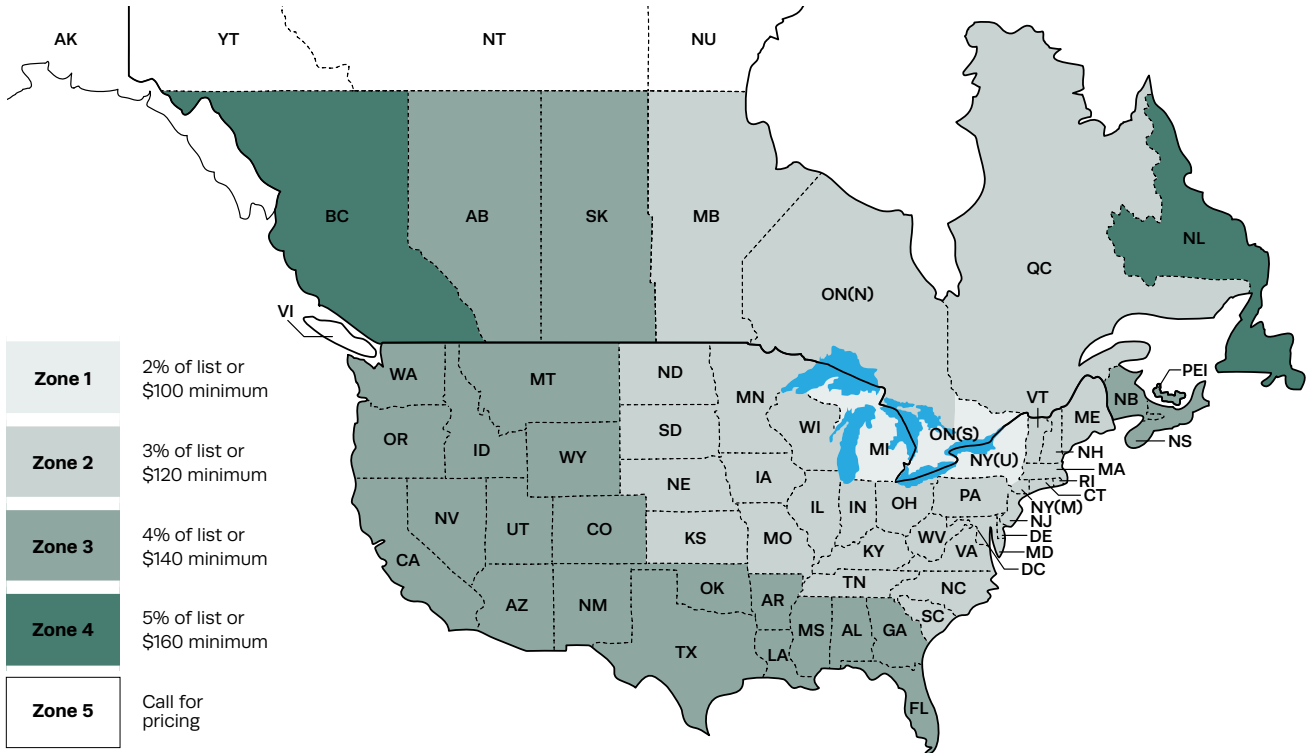 AK
YT
NT
NU
BC
AB
SK
MB
ON(N)
QC
NL
VI
Zone 1
2% of list or
$100 minimum
Zone 2
3% of list or
$120 minimum
Zone 3
4% of list or
$140 minimum
Zone 4
5% of list or
$160 minimum
Zone 5
Call for
pricing
WA
MT
ND
MN
OR
ID
WY
SD
WI
MI
ON(S)
NY(U)
VT
ME
NB
PEI
NS
NH
MA
RI
CT
NY(M)
NJ
DE
MD
DC
NV
UT
CO
NE
IA
IL
IN
OH
PA
CA
KS
MO
KY
WV
VA
AZ
NM
OK
AR
TN
NC
SC
TX
LA
MS
AL
GA
FL